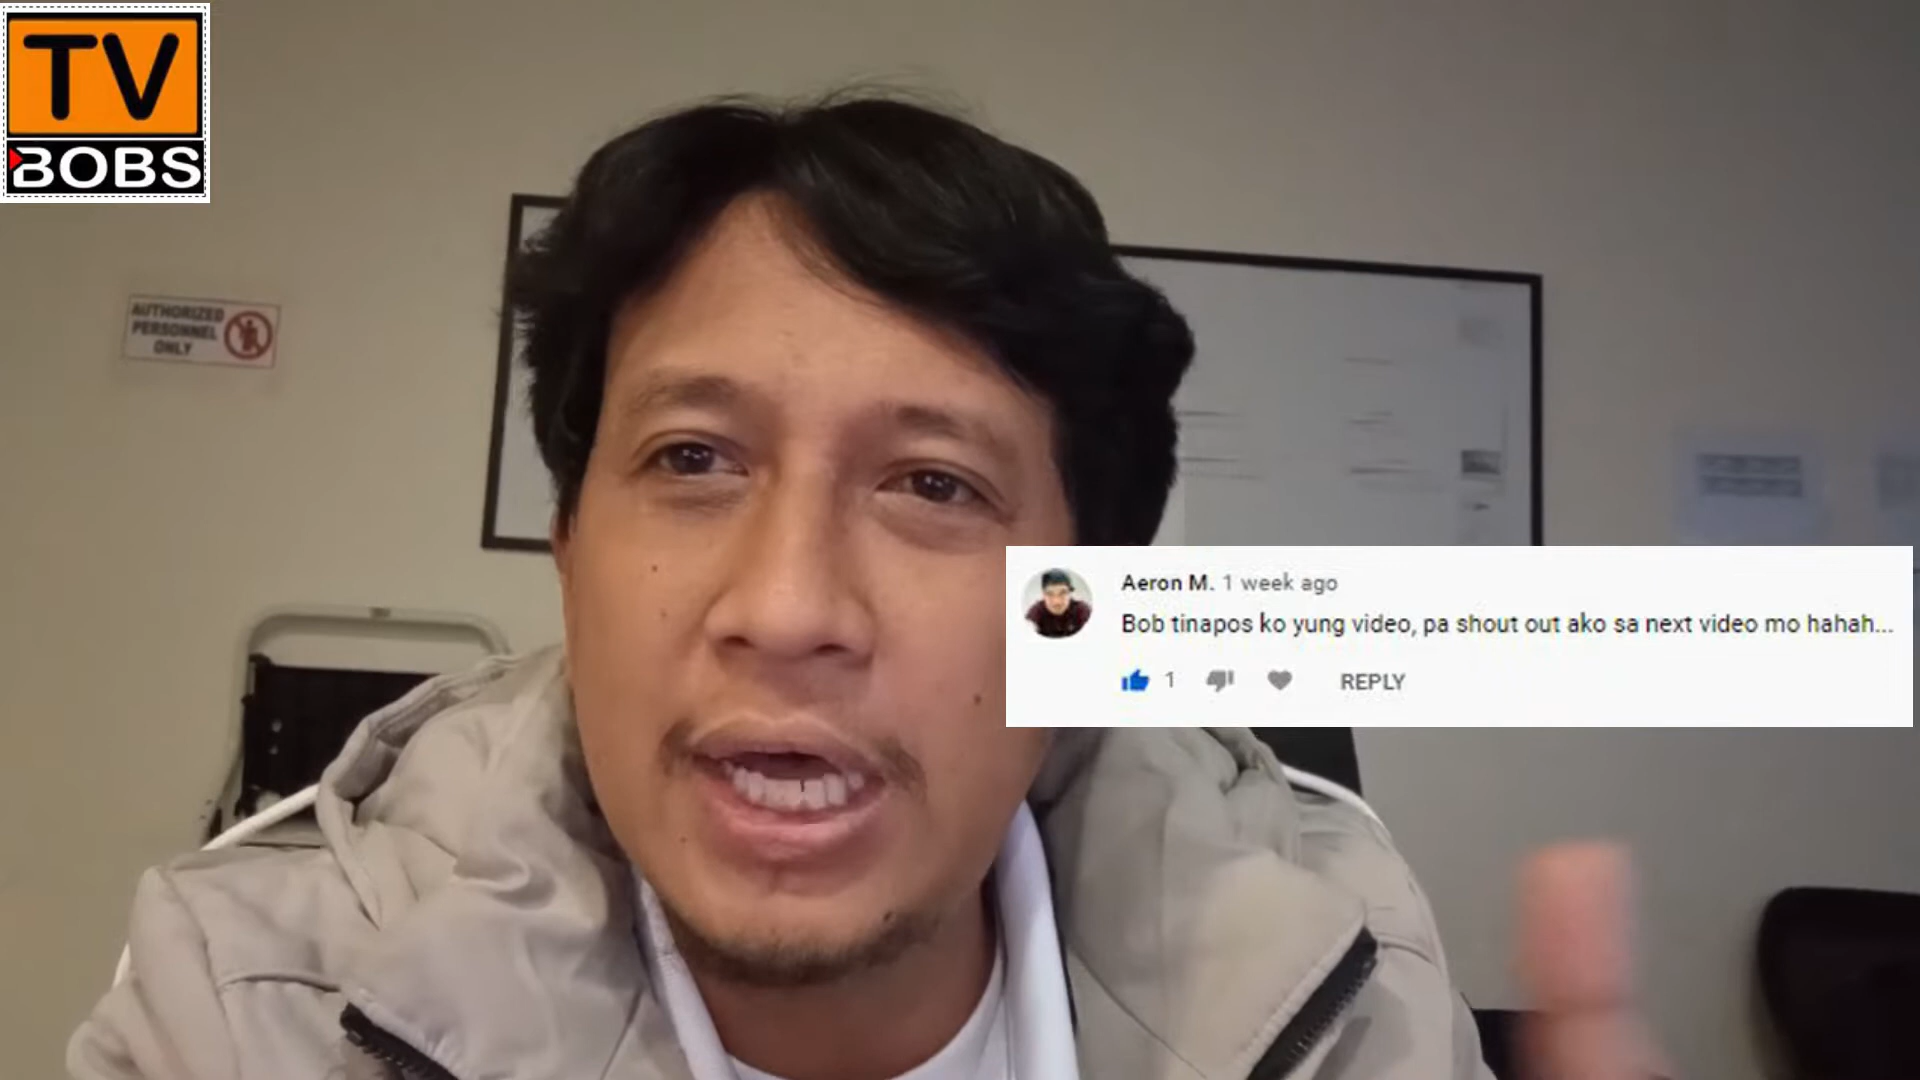 TV
BOBS
AUTHORIZED
PERSONNEL
ONLY
Aeron M. 1 week ago
Bob tinapos ko yung video, pa shout out ako sa next video mo hahah...
1
REPLY